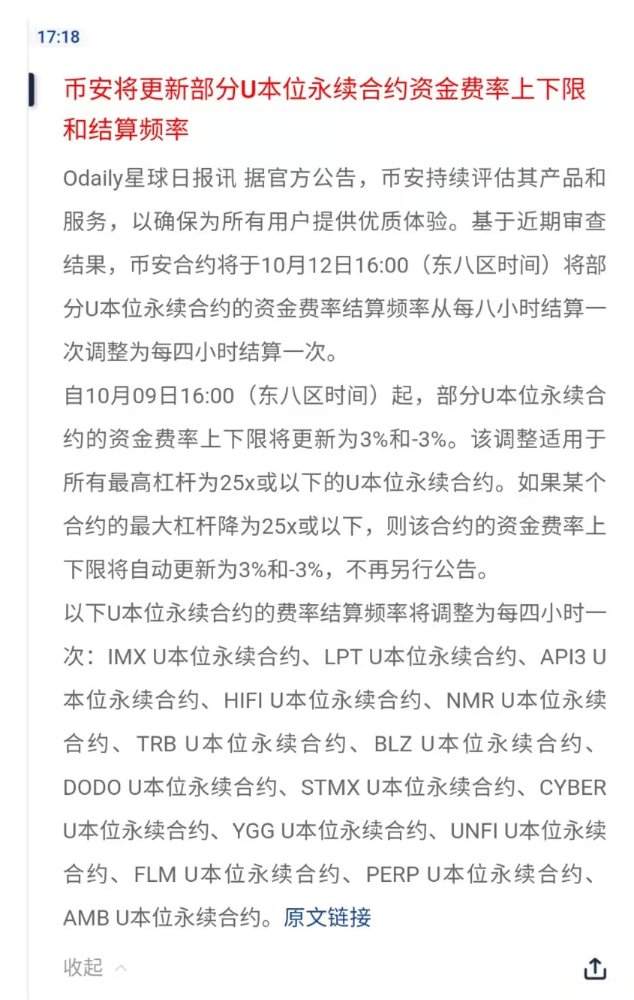 17:18
币安将更新部分U本位永续合约资金费率上下限
和结算频率
Odaily星球日报讯 据官方公告，币安持续评估其产品和
服务，以确保为所有用户提供优质体验。基于近期审查
结果，币安合约将于10月12日16:00（东八区时间）将部
分U本位永续合约的资金费率结算频率从每八小时结算一
次调整为每四小时结算一次。
自10月09日16:00（东八区时间）起，部分U本位永续合
约的资金费率上下限将更新为3%和-3%。该调整适用于
所有最高杠杆为25x或以下的U本位永续合约。如果某个
合约的最大杠杆降为25x或以下，则该合约的资金费率上
下限将自动更新为3%和-3%，不再另行公告。
以下U本位永续合约的费率结算频率将调整为每四小时一
次：IMX U本位永续合约、LPT U本位永续合约、API3 U
本位永续合约、HIFI U本位永续合约、NMR U本位永续
合约、TRB U本位永续合约、BLZ U本位永续合约、
DODO U本位永续合约、STMX U本位永续合约、CYBER
U本位永续合约、YGG U本位永续合约、UNFI U本位永续
合约、FLM U本位永续合约、PERP U本位永续合约、
AMB U本位永续合约。原文链接
收起